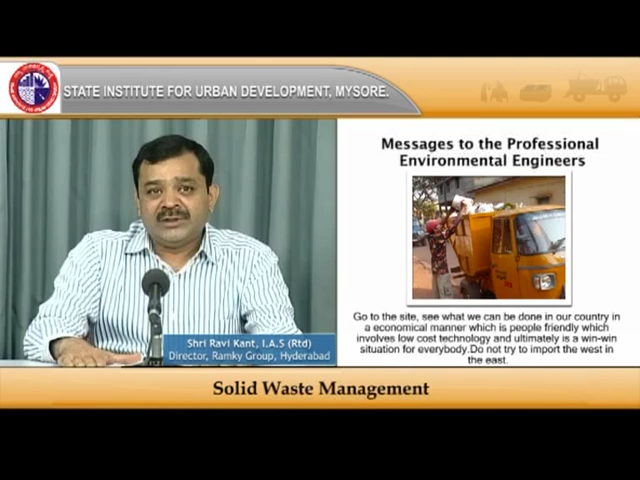 STATE INSTITUTE FOR URBAN DEVELOPMENT, MYSORE.
Messages to the Professional
Environmental Engineers
Go to the site, see what we can be done in our country in
a economical manner which is people friendly which
involves low cost technology and ultimately is a win-win
situation for everybody.Do not try to import the west in
the east.
Shri Ravi Kant, I.A.S (Rtd)
Director, Ramky Group, Hyderabad
Solid Waste Management